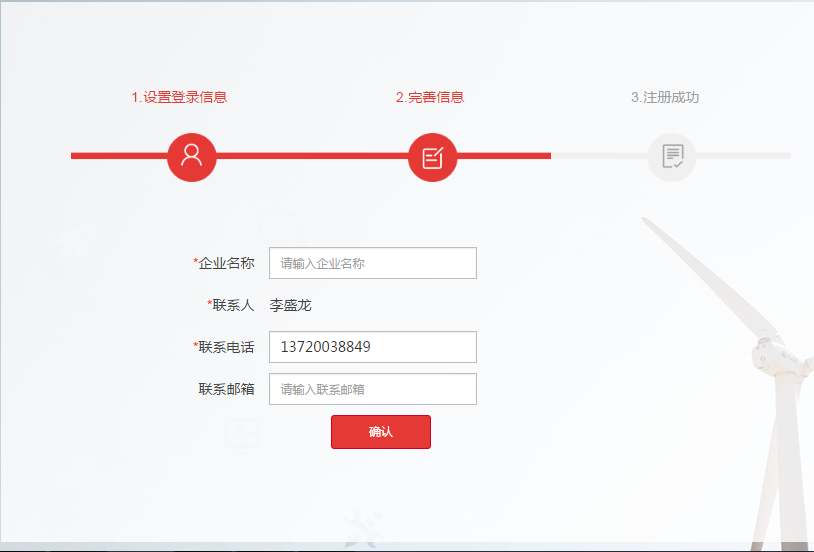 1.设置登录信息 2.完善信息 3.注册成功
*企业名称 请输入企业名称
*联系人 李盛龙
*联系电话 13720038849
联系邮箱 请输入联系邮箱
确认